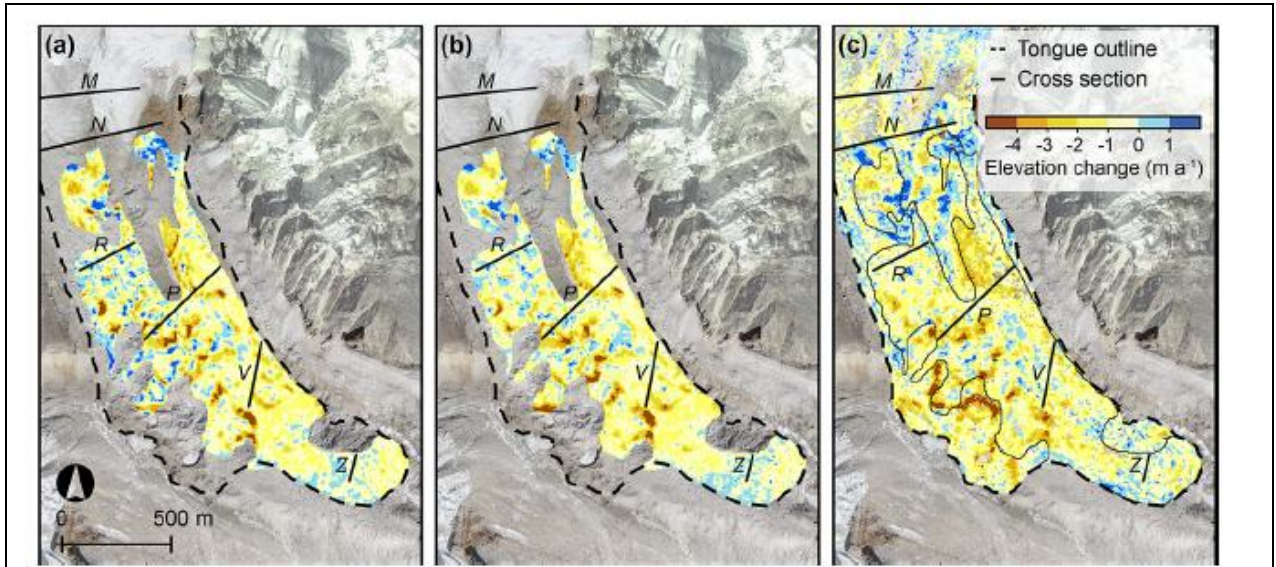 (a)
M
N
R
P
V
Z
0
500 m
(b)
M
N
R
P
V
Z
(c)
Tongue outline
Cross section
-4 -3 -2 -1 0 1
Elevation change (m a⁻¹)
M
N
R
P
V
Z